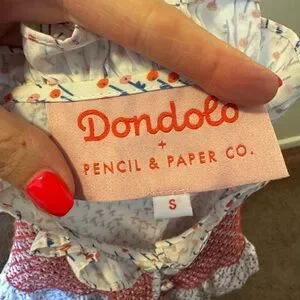 Dondolo
+
PENCIL & PAPER CO.
S